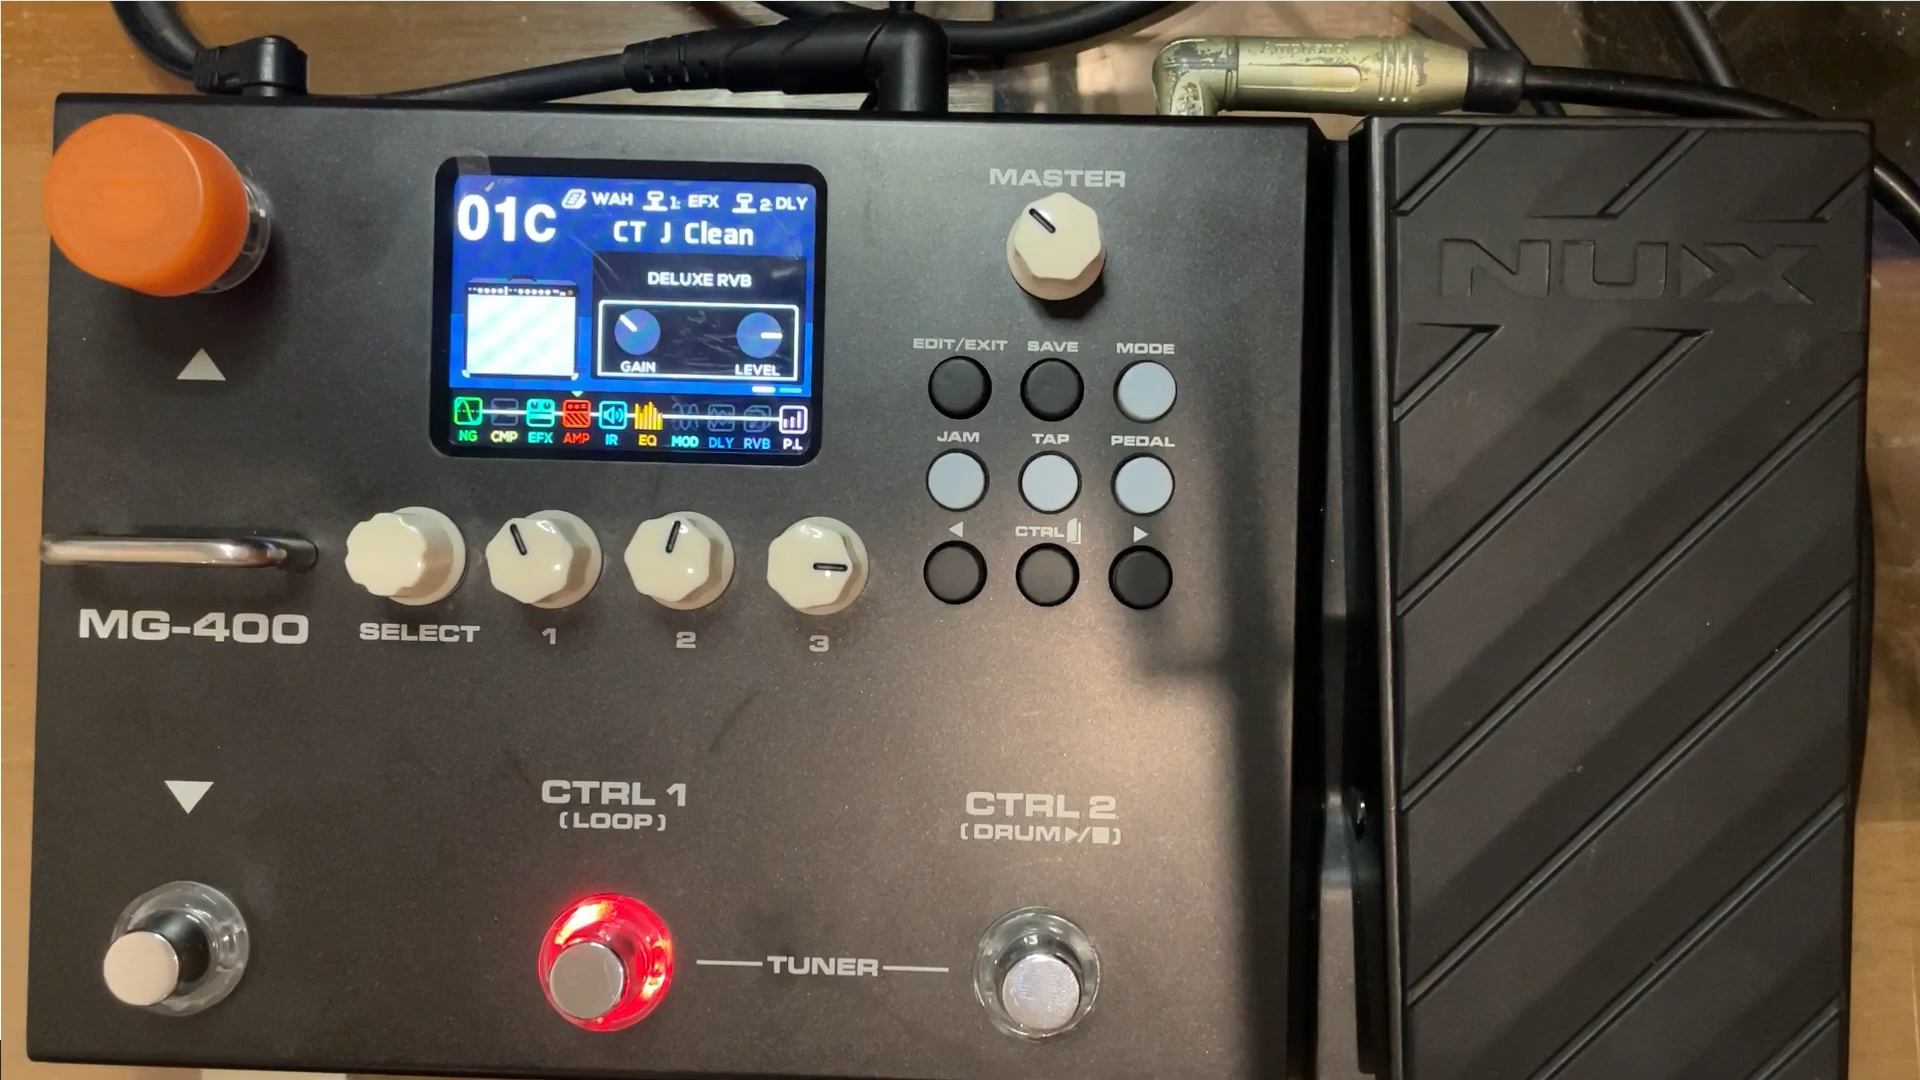 Amphenol
MASTER
NUX
01C
WAH 1: EFX 2: DLY
CT J Clean
DELUXE RVB
GAIN LEVEL
NG CMP EFX AMP IR EQ MOD DLY RVB P.L
EDIT/EXIT SAVE MODE
JAM TAP PEDAL
CTRL
MG-400
SELECT 1 2 3
CTRL 1
(LOOP)
CTRL 2
(DRUM▶/■)
TUNER